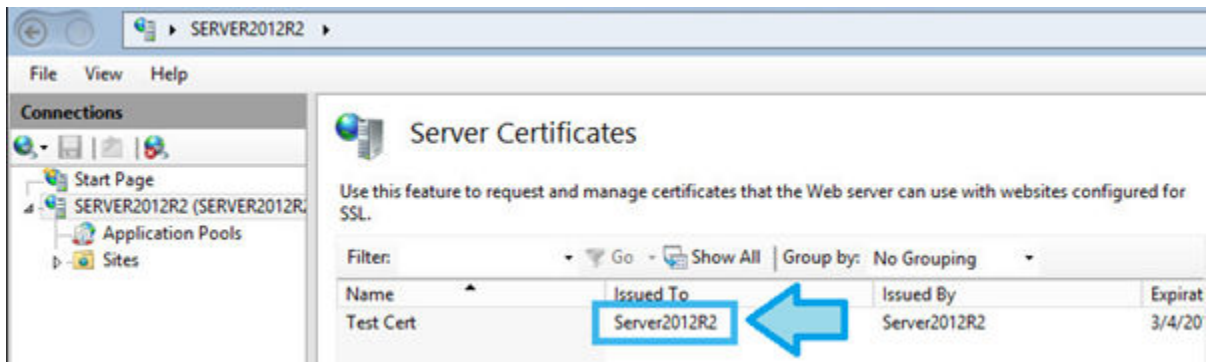 SERVER2012R2
File View Help
Connections
Start Page
SERVER2012R2 (SERVER2012R
Application Pools
Sites
Server Certificates
Use this feature to request and manage certificates that the Web server can use with websites configured for
SSL.
Filter: Go Show All Group by: No Grouping
Name Issued To Issued By Expirat
Test Cert Server2012R2 Server2012R2 3/4/20